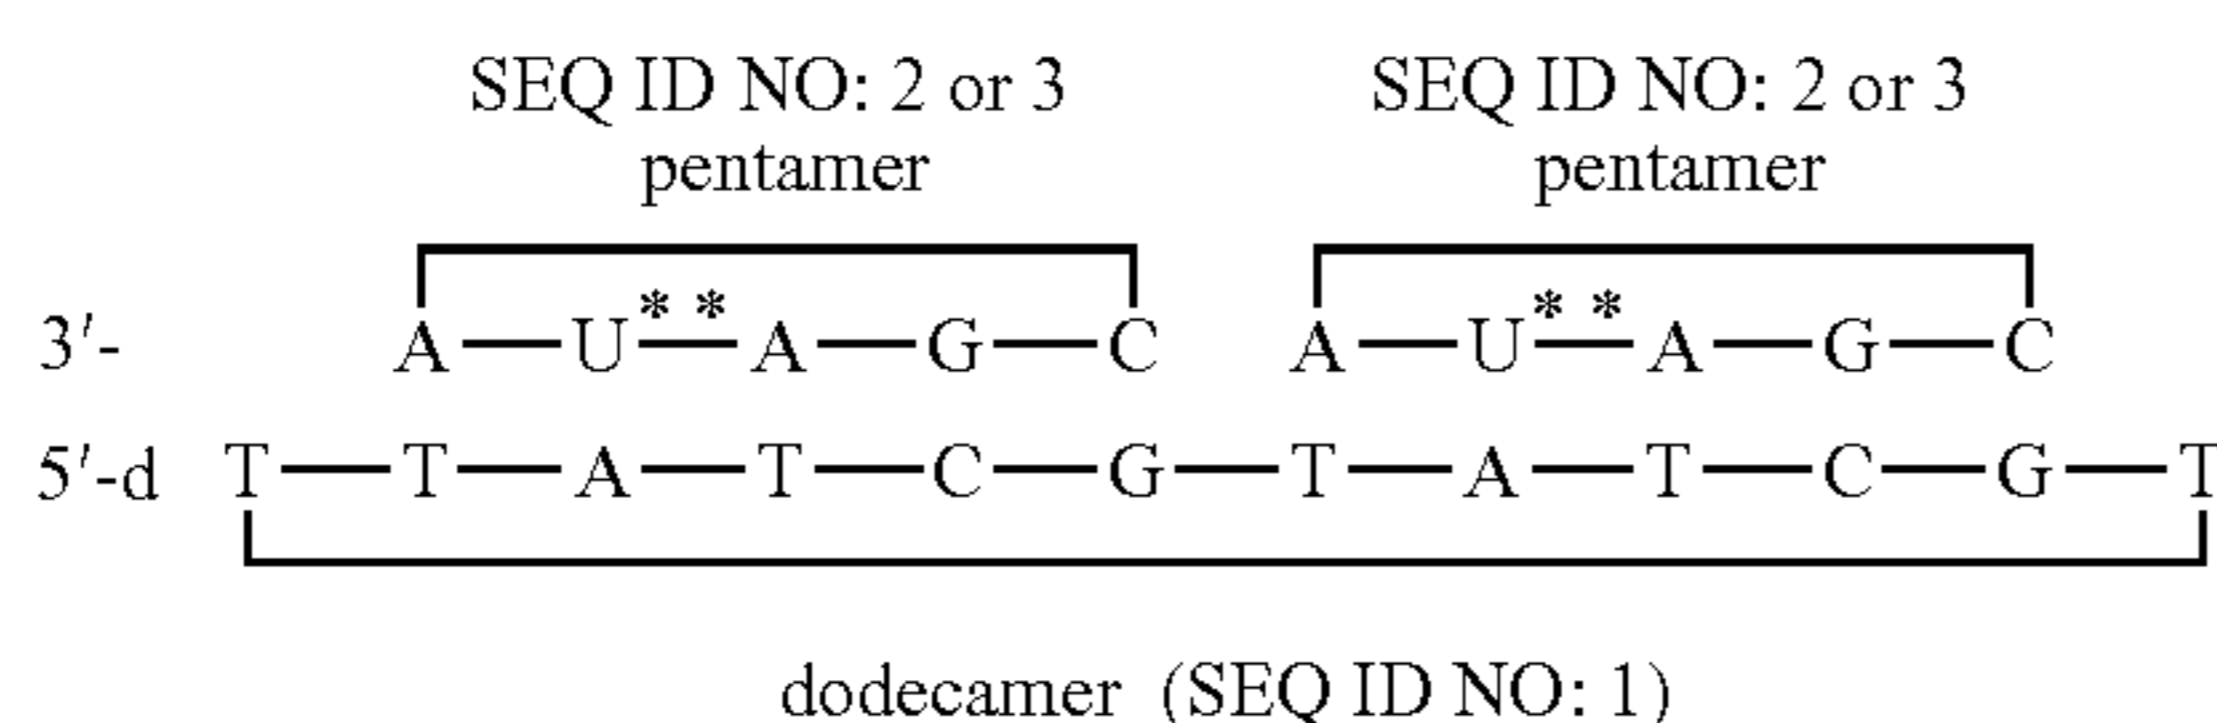 SEQ ID NO: 2 or 3 SEQ ID NO: 2 or 3
pentamer pentamer
3′- A—U**—A—G—C A—U**—A—G—C
5′-d T—T—A—T—C—G—T—A—T—C—G—T
dodecamer (SEQ ID NO: 1)